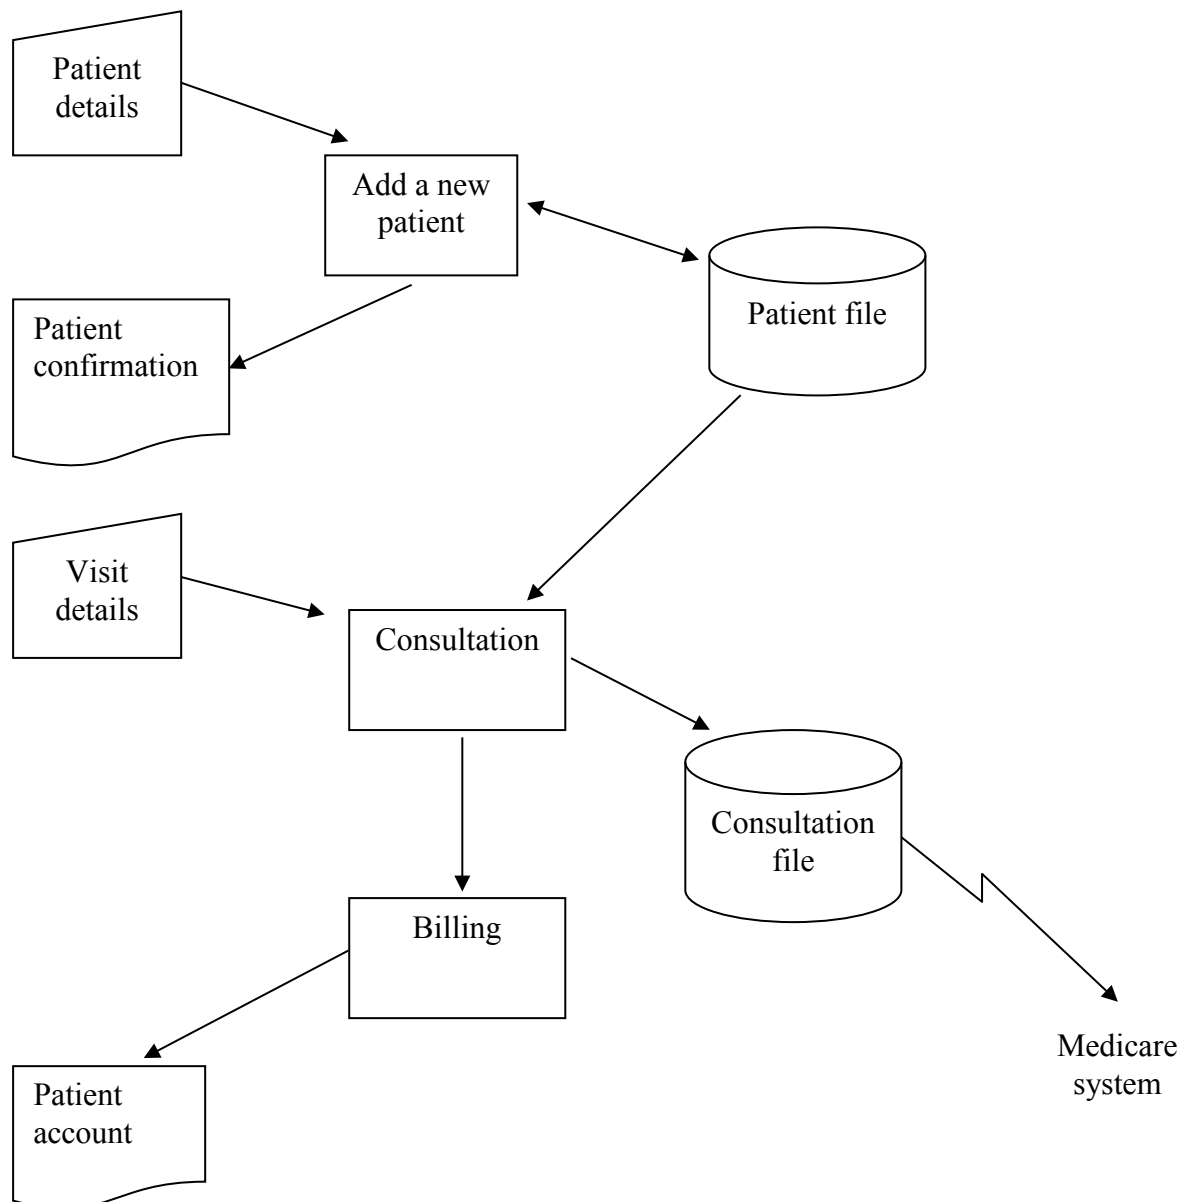 Patient
details
Add a new
patient
Patient file
Patient
confirmation
Visit
details
Consultation
Consultation
file
Billing
Medicare
system
Patient
account